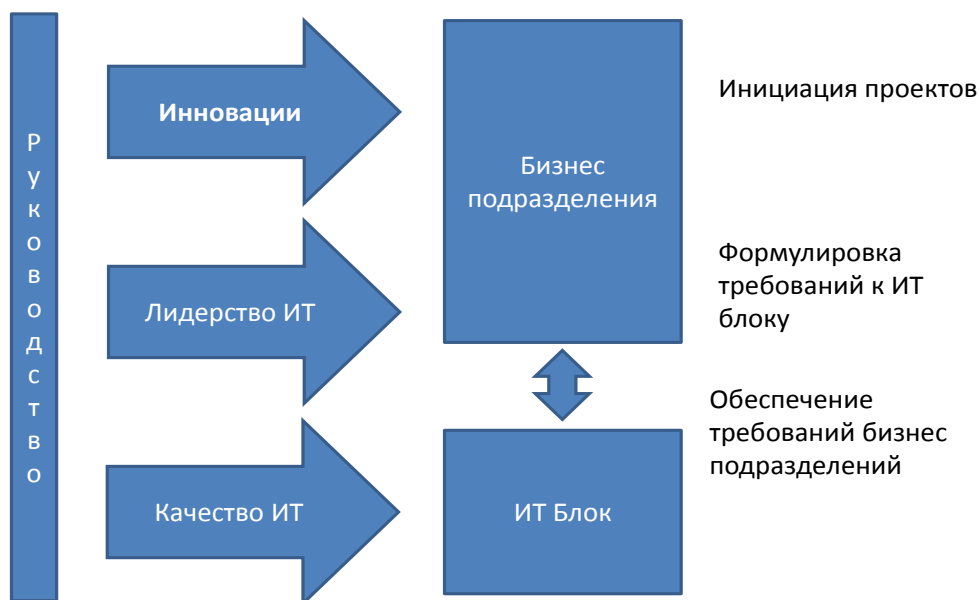 Руководство
Инновации
Лидерство ИТ
Качество ИТ
Бизнес
подразделения
ИТ Блок
Инициация проектов
Формулировка
требований к ИТ
блоку
Обеспечение
требований бизнес
подразделений